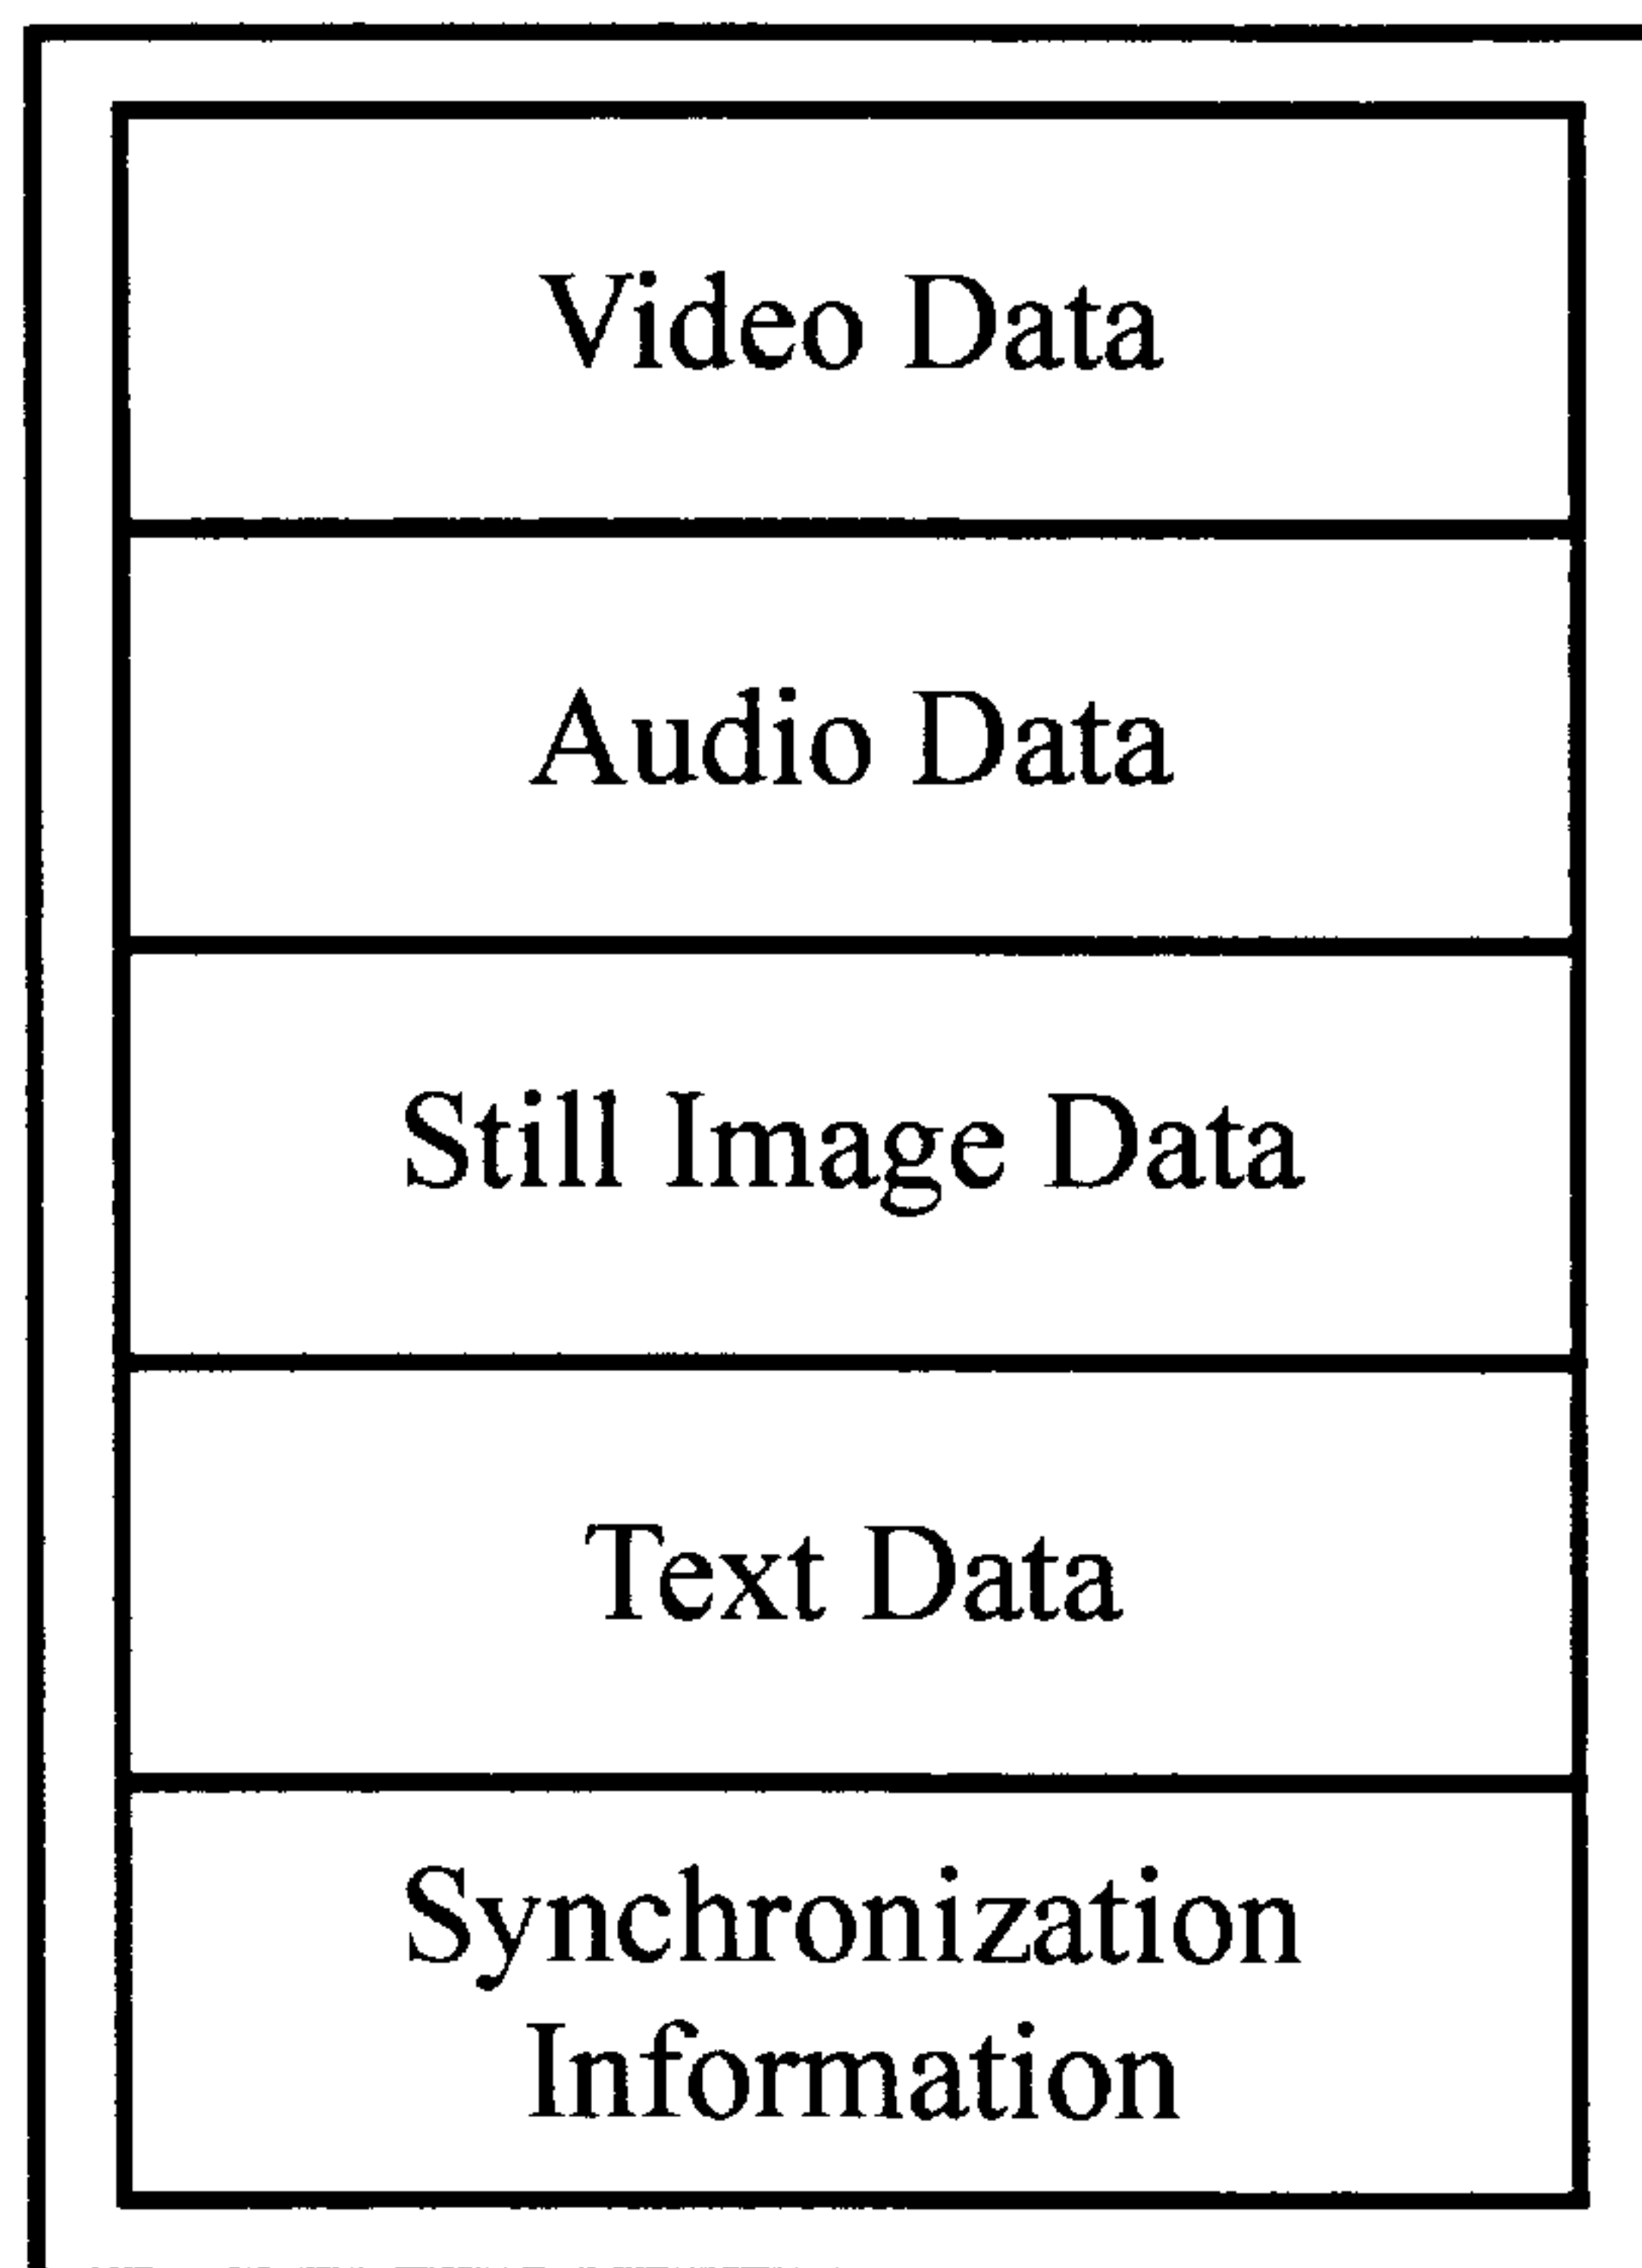 Video Data
Audio Data
Still Image Data
Text Data
Synchronization
Information